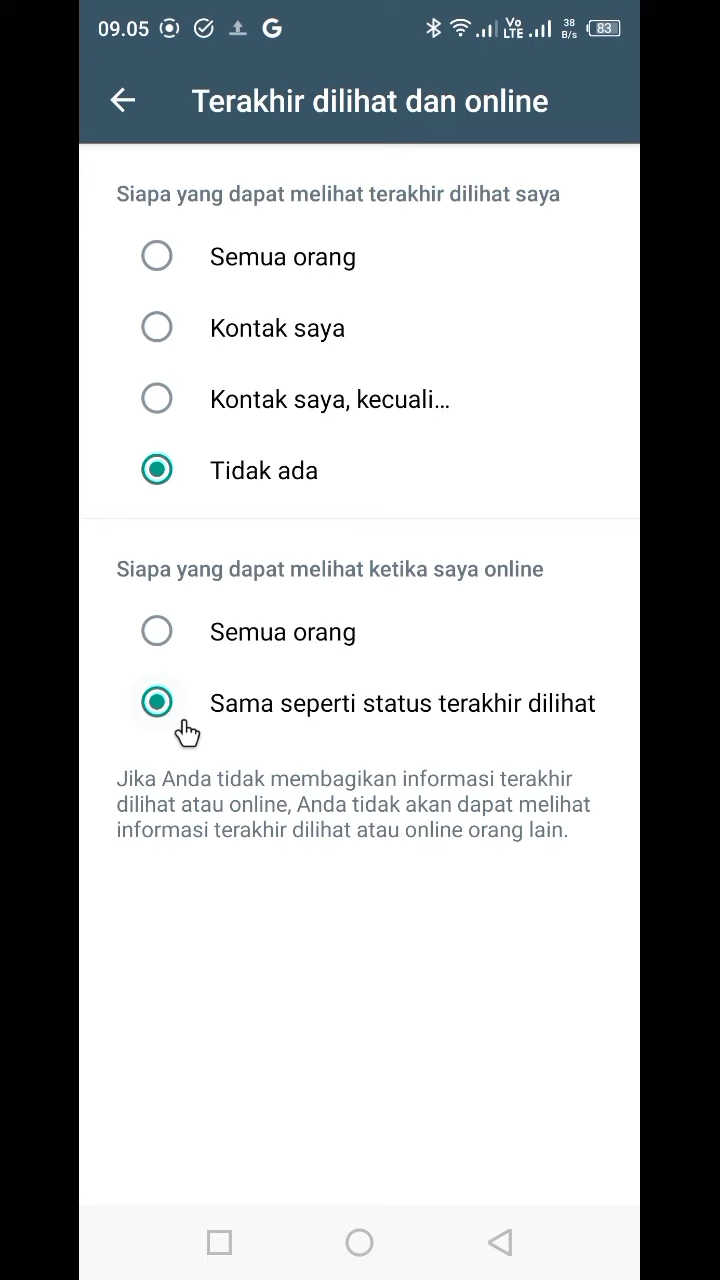 09.05 G Vo LTE 38 B/s 83
Terakhir dilihat dan online
Siapa yang dapat melihat terakhir dilihat saya
Semua orang
Kontak saya
Kontak saya, kecuali...
Tidak ada
Siapa yang dapat melihat ketika saya online
Semua orang
Sama seperti status terakhir dilihat
Jika Anda tidak membagikan informasi terakhir
dilihat atau online, Anda tidak akan dapat melihat
informasi terakhir dilihat atau online orang lain.